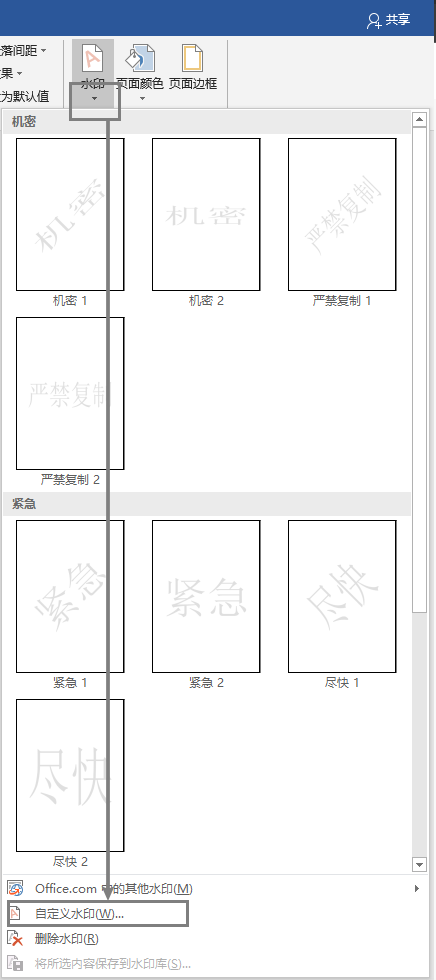 共享
落间距
水印
页面颜色
页面边框
果
为默认值
机密
机密
机密
严禁复制
机密 1
机密 2
严禁复制 1
严禁复制
严禁复制 2
紧急
紧急
紧急
尽快
紧急 1
紧急 2
尽快 1
尽快
尽快 2
Office.com 中的其他水印(M)
自定义水印(W)...
删除水印(R)
将所选内容保存到水印库(S)...